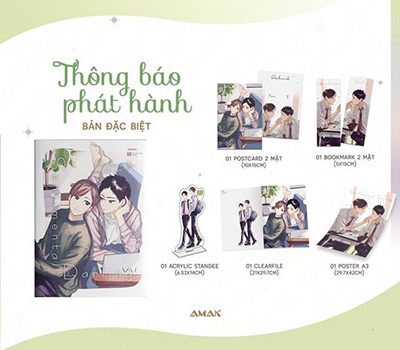 Thông báo
phát hành
BẢN ĐẶC BIỆT
01 POSTCARD 2 MẶT
(10X15CM)
01 BOOKMARK 2 MẶT
(5X15CM)
01 ACRYLIC STANDEE
(6.53X14CM)
01 CLEARFILE
(21X29,7CM)
01 POSTER A3
(29.7X42CM)
AMAK